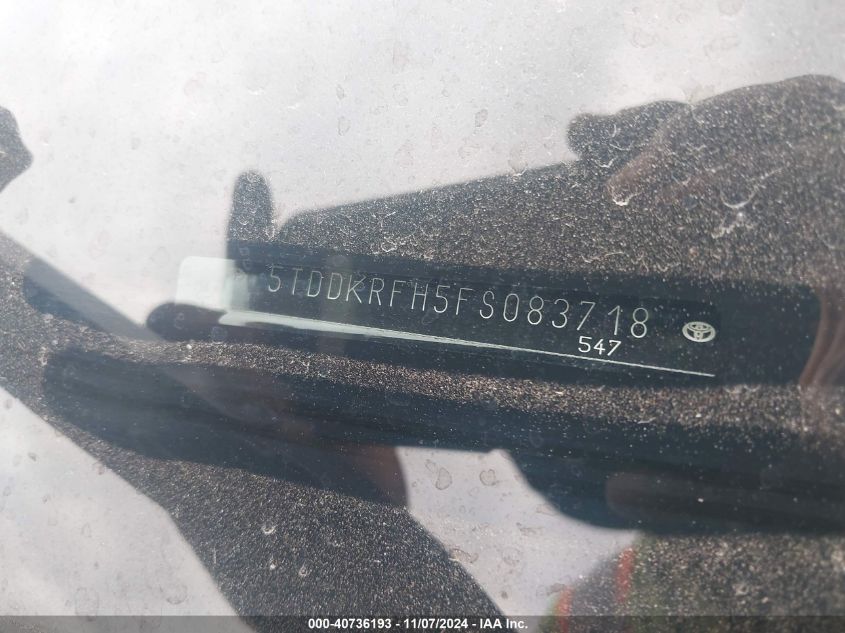 5TDDKRFH5FS083718
547
000-40736193 - 11/07/2024 - IAA Inc.